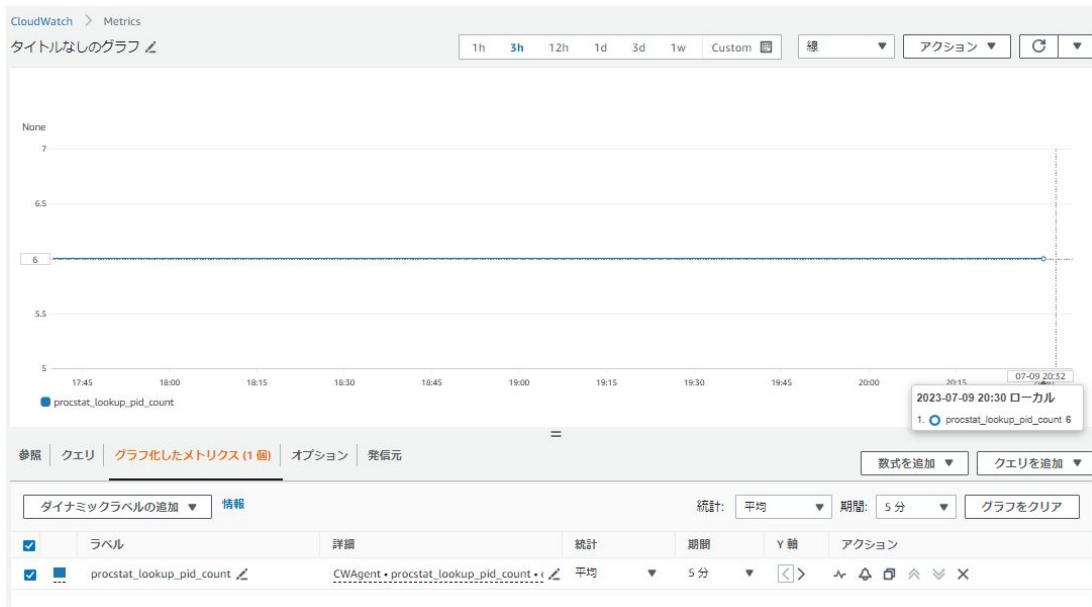 CloudWatch > Metrics
タイトルなしのグラフ
1h 3h 12h 1d 3d 1w Custom 線 ▼ アクション ▼ C ▼
None
7
6.5
6
5.5
5
17:45 18:00 18:15 18:30 18:45 19:00 19:15 19:30 19:45 20:00 20:15
07-09 20:32
procstat_lookup_pid_count
2023-07-09 20:30 ローカル
1. procstat_lookup_pid_count 6
参照 クエリ グラフ化したメトリクス (1 個) オプション 発信元
数式を追加 ▼ クエリを追加 ▼
ダイナミックラベルの追加 ▼ 情報 統計: 平均 ▼ 期間: 5 分 ▼ グラフをクリア
ラベル 詳細 統計 期間 Y 軸 アクション
procstat_lookup_pid_count CWAgent • procstat_lookup_pid_count • 平均 ▼ 5 分 ▼ < >